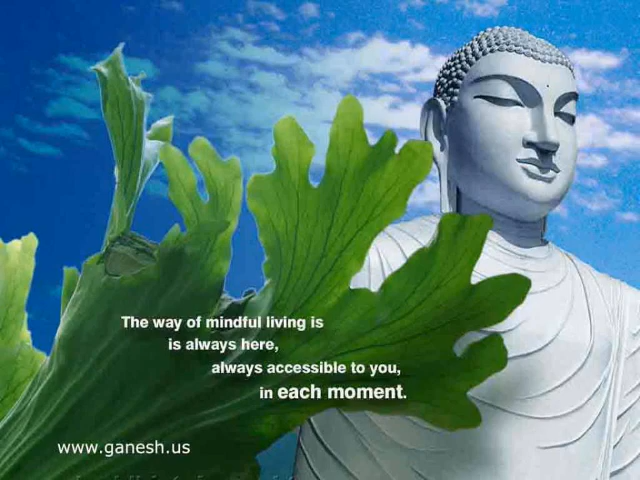 The way of mindful living is
is always here,
always accessible to you,
in each moment.
www.ganesh.us